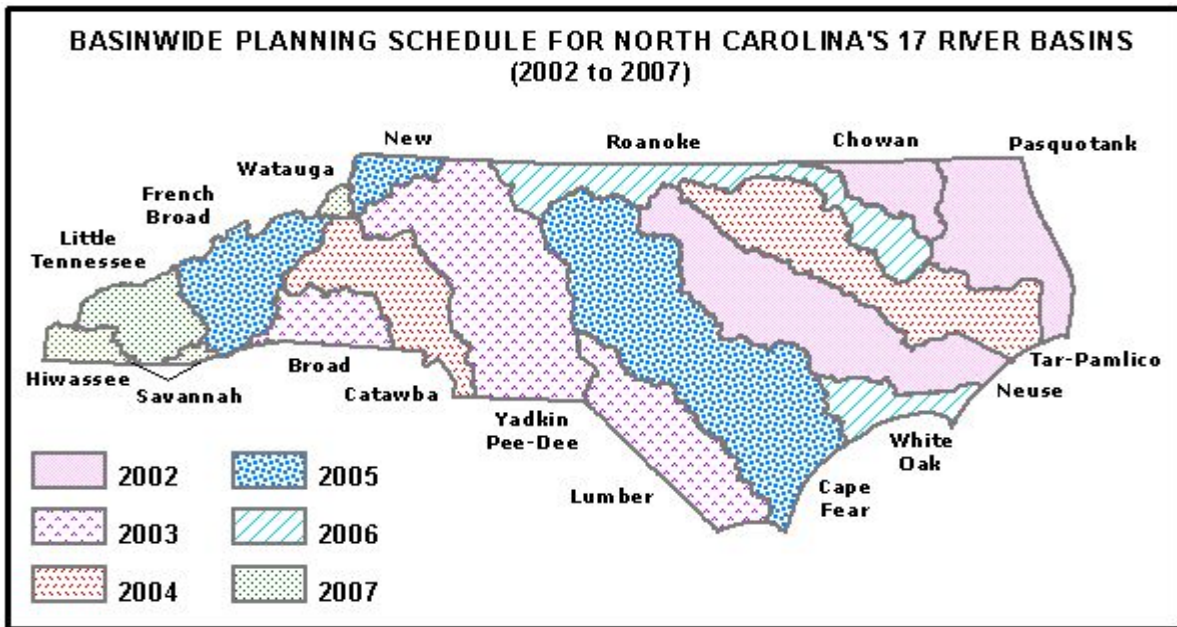 BASINWIDE PLANNING SCHEDULE FOR NORTH CAROLINA'S 17 RIVER BASINS
(2002 to 2007)
New
Roanoke
Chowan
Pasquotank
Watauga
French
Broad
Little
Tennessee
Hiwassee
Savannah
Broad
Catawba
Yadkin
Pee-Dee
Lumber
Cape
Fear
White
Oak
Neuse
Tar-Pamlico
2002
2003
2004
2005
2006
2007